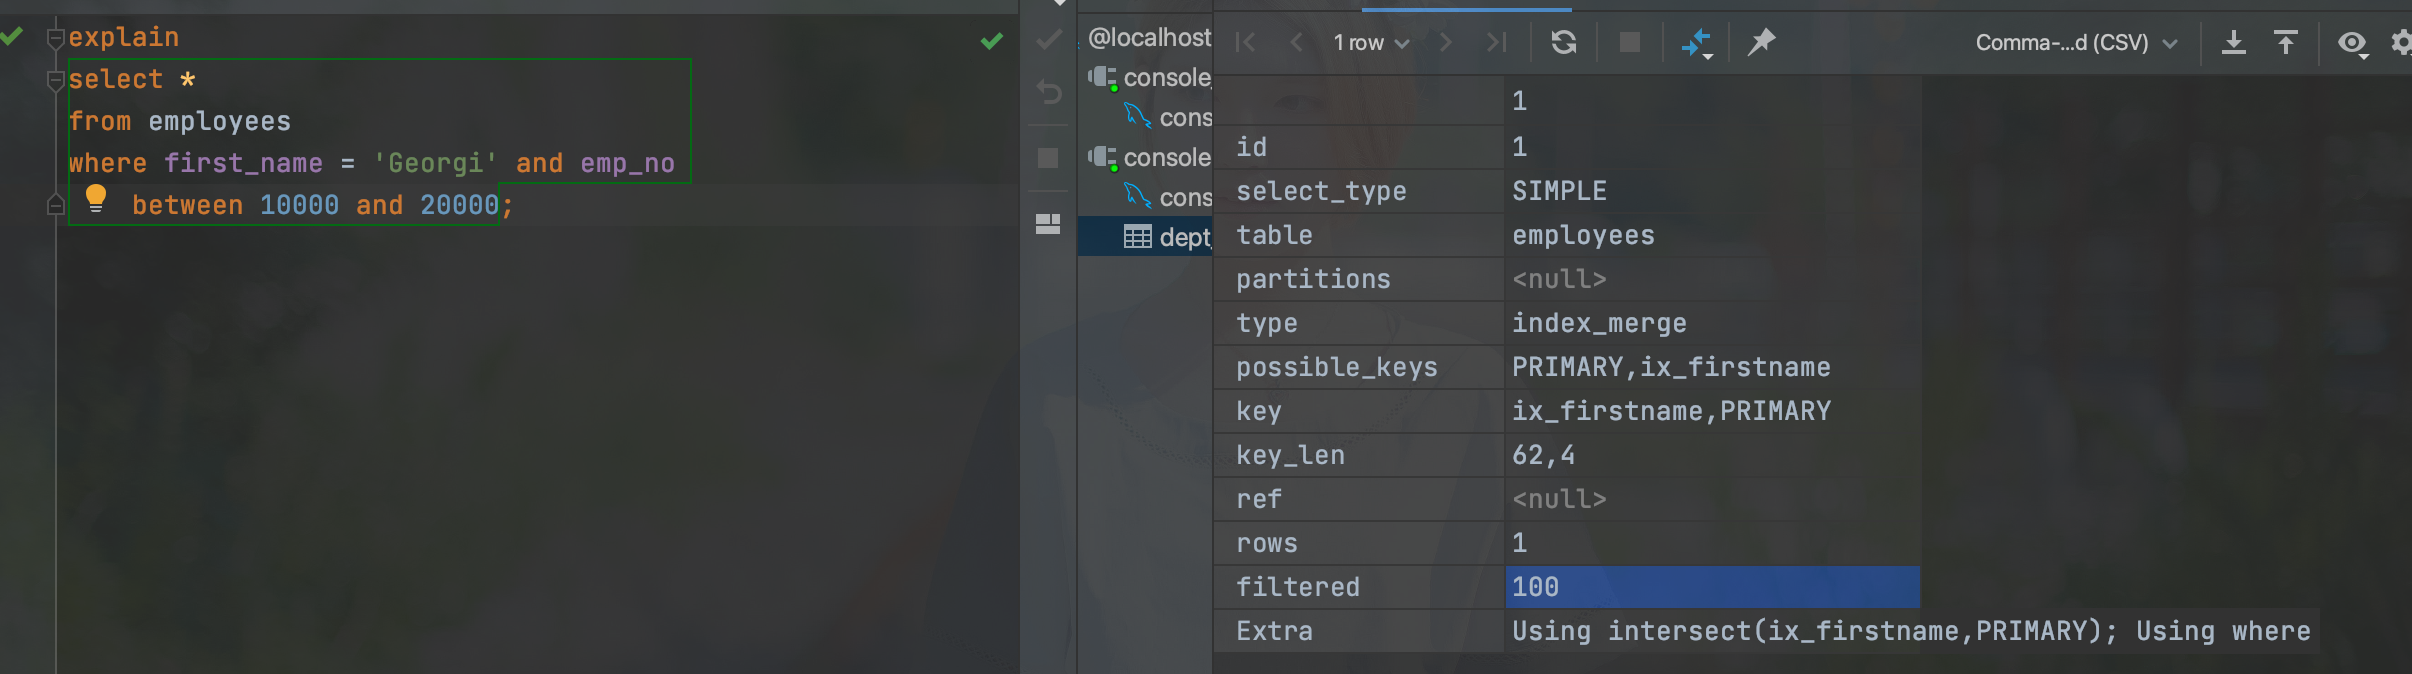 explain
select *
from employees
where first_name = 'Georgi' and emp_no
between 10000 and 20000;
@localhost
console_
cons
console
cons
dept_
1 row
Comma-...d (CSV)
1
id 1
select_type SIMPLE
table employees
partitions <null>
type index_merge
possible_keys PRIMARY,ix_firstname
key ix_firstname,PRIMARY
key_len 62,4
ref <null>
rows 1
filtered 100
Extra Using intersect(ix_firstname,PRIMARY); Using where